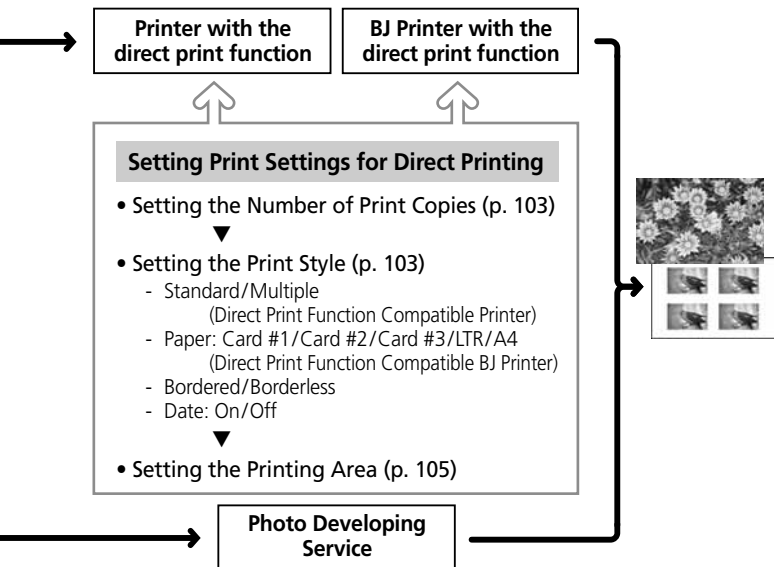 Printer with the
direct print function
BJ Printer with the
direct print function
Setting Print Settings for Direct Printing
• Setting the Number of Print Copies (p. 103)
▼
• Setting the Print Style (p. 103)
- Standard/Multiple
(Direct Print Function Compatible Printer)
- Paper: Card #1/Card #2/Card #3/LTR/A4
(Direct Print Function Compatible BJ Printer)
- Bordered/Borderless
- Date: On/Off
▼
• Setting the Printing Area (p. 105)
Photo Developing
Service